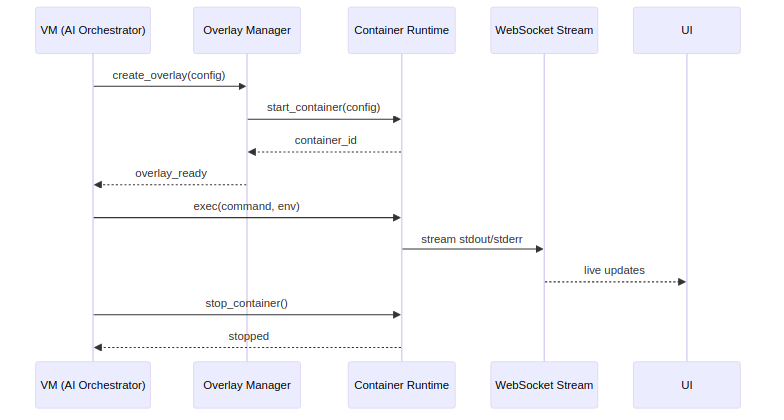 VM (AI Orchestrator)
Overlay Manager
Container Runtime
WebSocket Stream
UI
create_overlay(config)
start_container(config)
container_id
overlay_ready
exec(command, env)
stream stdout/stderr
live updates
stop_container()
stopped
VM (AI Orchestrator)
Overlay Manager
Container Runtime
WebSocket Stream
UI